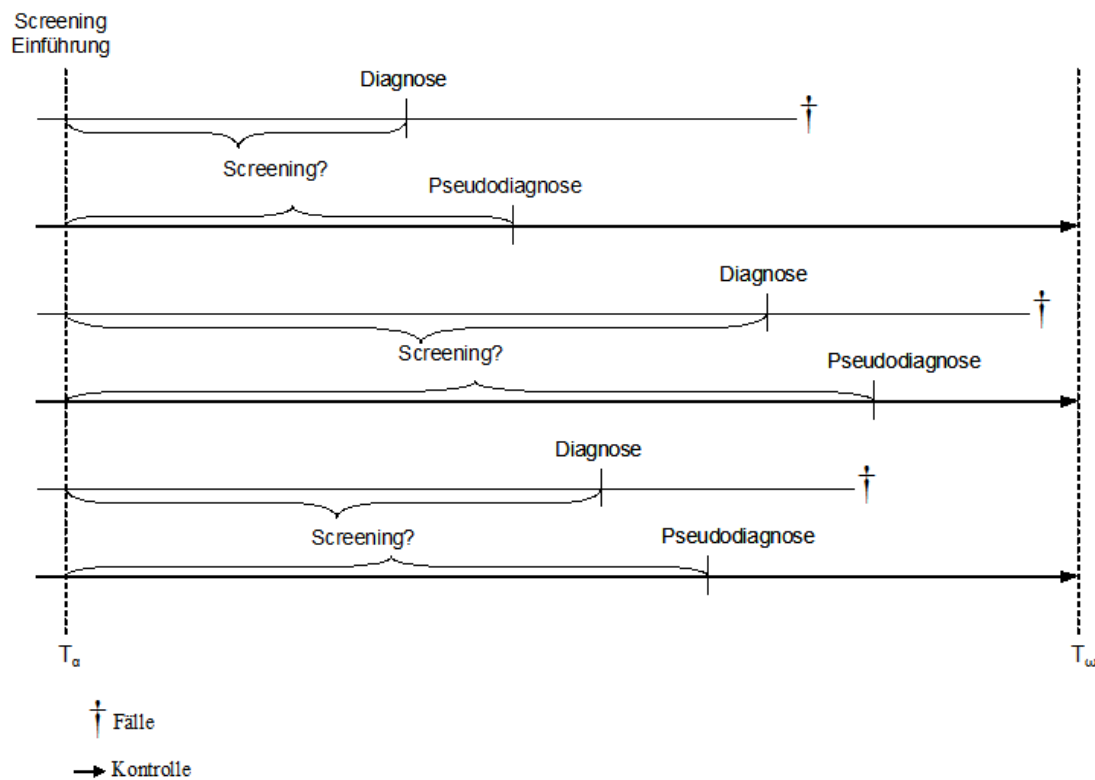 Screening
Einführung
Diagnose
†
Screening?
Pseudodiagnose
Diagnose
†
Screening?
Pseudodiagnose
Diagnose
†
Screening?
Pseudodiagnose
Tα
Tω
† Fälle
Kontrolle